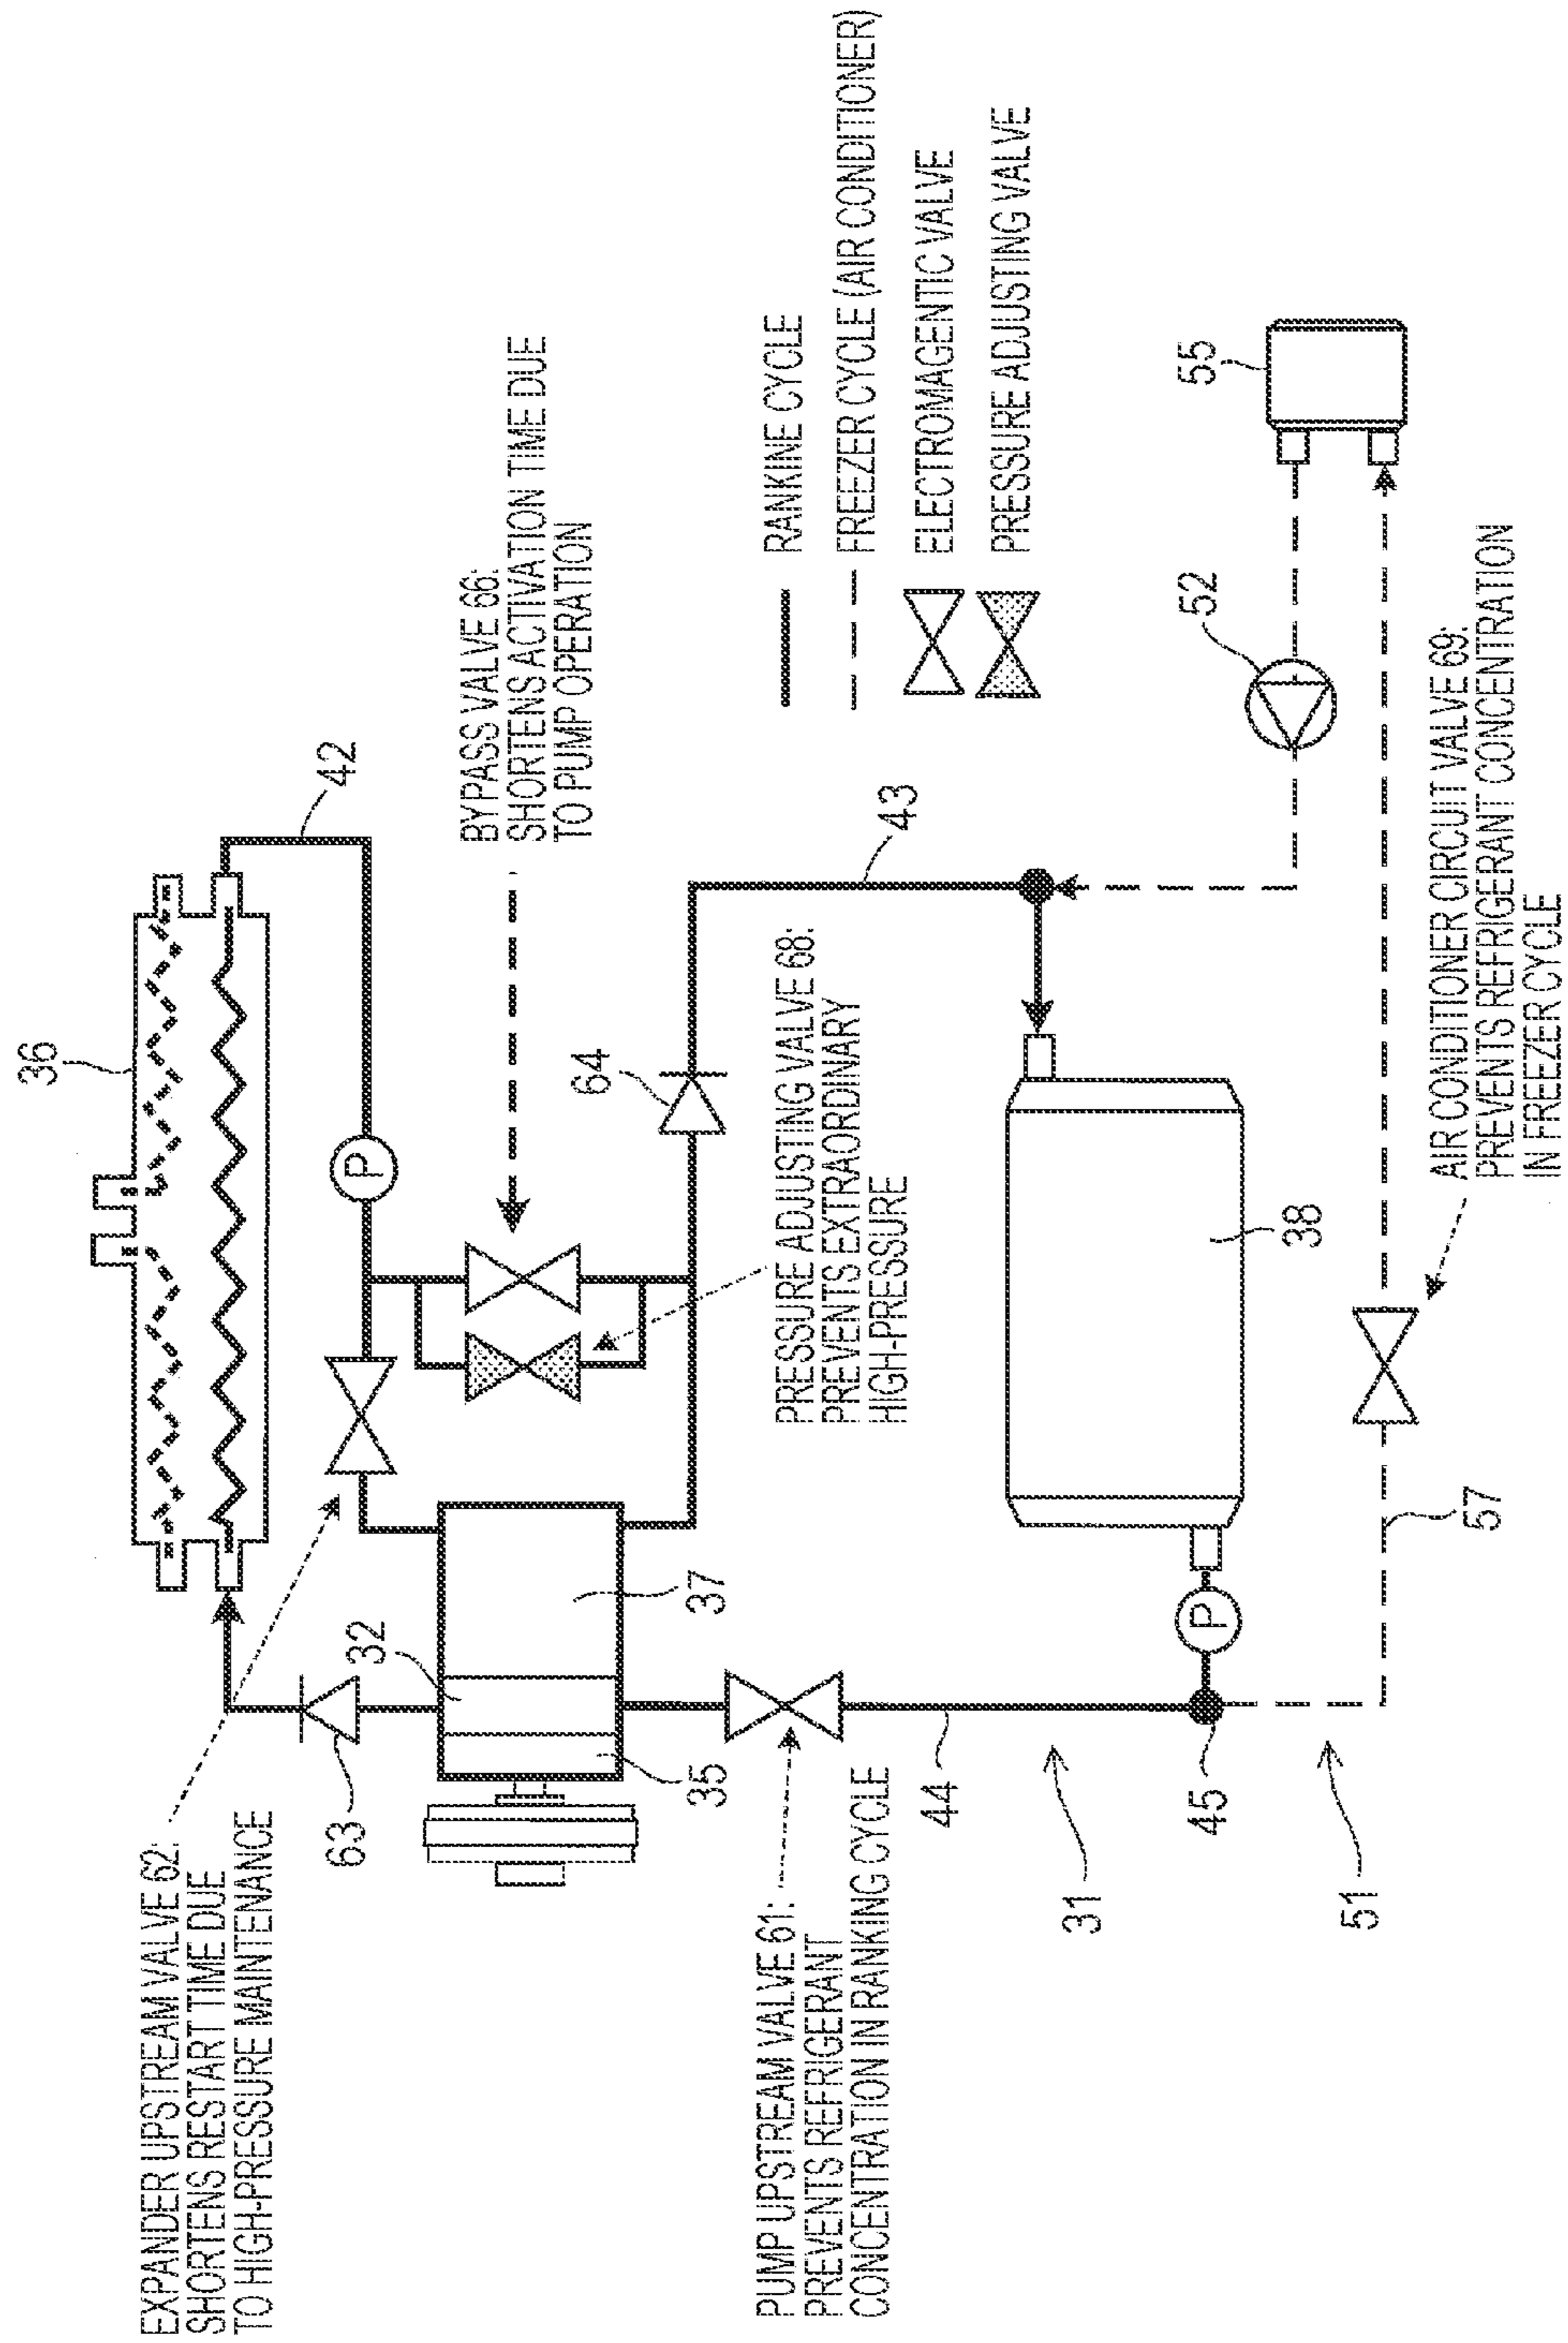 EXPANDER UPSTREAM VALVE 62:
SHORTENS RESTART TIME DUE
TO HIGH-PRESSURE MAINTENANCE
36
42
63
P
32
35
37
BYPASS VALVE 66:
SHORTENS ACTIVATION TIME DUE
TO PUMP OPERATION
64
PRESSURE ADJUSTING VALVE 68:
PREVENTS EXTRAORDINARY
HIGH-PRESSURE
43
PUMP UPSTREAM VALVE 61:
PREVENTS REFRIGERANT
CONCENTRATION IN RANKING CYCLE
44
31
45
P
38
51
57
RANKINE CYCLE
FREEZER CYCLE (AIR CONDITIONER)
ELECTROMAGENTIC VALVE
PRESSURE ADJUSTING VALVE
52
55
AIR CONDITIONER CIRCUIT VALVE 69:
PREVENTS REFRIGERANT CONCENTRATION
IN FREEZER CYCLE